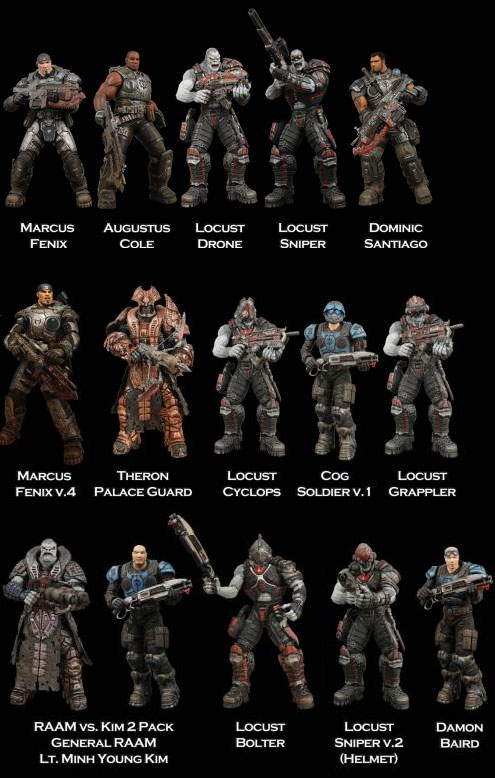 MARCUS
FENIX
AUGUSTUS
COLE
LOCUST
DRONE
LOCUST
SNIPER
DOMINIC
SANTIAGO
MARCUS
FENIX V.4
THERON
PALACE GUARD
LOCUST
CYCLOPS
COG
SOLDIER V.1
LOCUST
GRAPPLER
RAAM VS. KIM 2 PACK
GENERAL RAAM
LT. MINH YOUNG KIM
LOCUST
BOLTER
LOCUST
SNIPER V.2
(HELMET)
DAMON
BAIRD